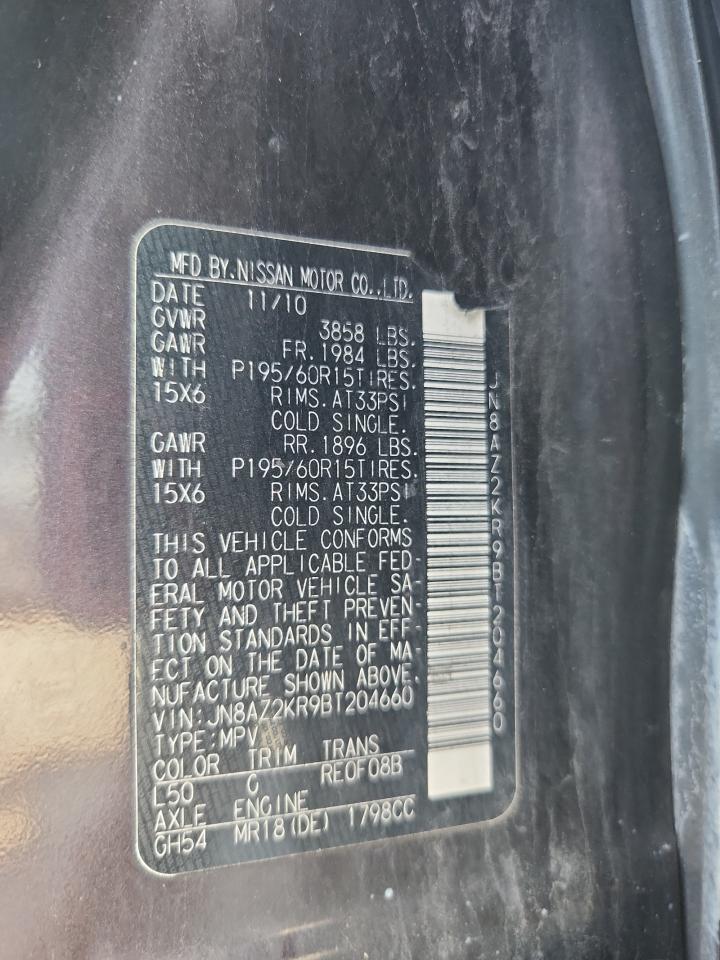 MFD BY.NISSAN MOTOR CO.,LTD.
DATE 11/10
GVWR 3858 LBS.
GAWR FR.1984 LBS.
WITH P195/60R15TIRES.
15X6 RIMS.AT33PSI
COLD SINGLE.
GAWR RR.1896 LBS.
WITH P195/60R15TIRES.
15X6 RIMS.AT33PSI
COLD SINGLE.
THIS VEHICLE CONFORMS
TO ALL APPLICABLE FED-
ERAL MOTOR VEHICLE SA-
FETY AND THEFT PREVEN-
TION STANDARDS IN EFF-
ECT ON THE DATE OF MA-
NUFACTURE SHOWN ABOVE.
VIN:JN8AZ2KR9BT204660
TYPE:MPV
COLOR TRIM TRANS
L50 C RE0F08B
AXLE ENGINE
GH54 MR18(DE) 1798CC
JN8AZ2KR9BT204660